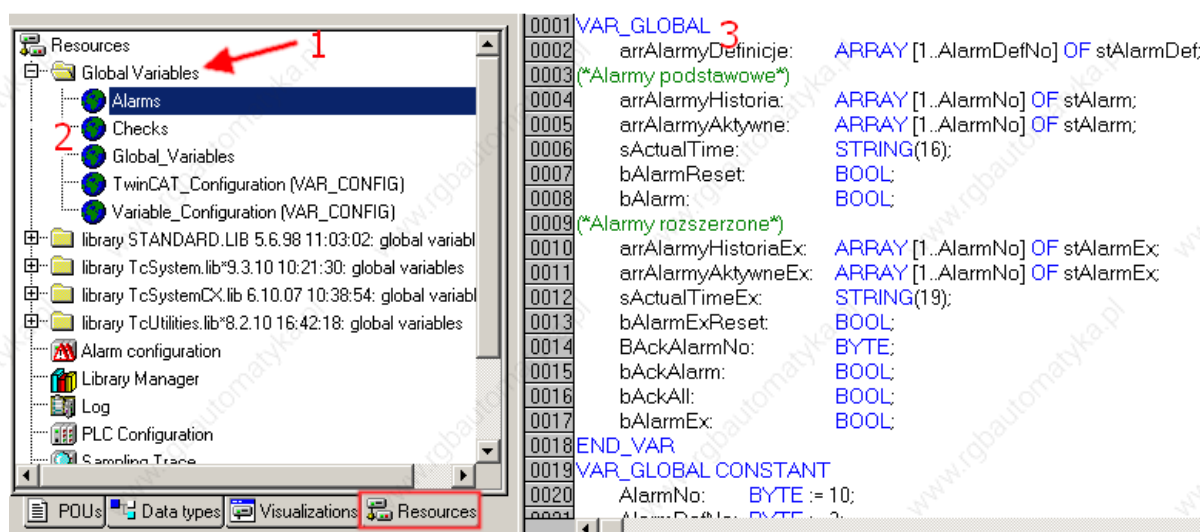 1
Resources
Global Variables
Alarms
2
Checks
Global_Variables
TwinCAT_Configuration (VAR_CONFIG)
Variable_Configuration (VAR_CONFIG)
library STANDARD.LIB 5.6.98 11:03:02: global variabl
library TcSystem.lib*9.3.10 10:21:30: global variables
library TcSystemCX.lib 6.10.07 10:38:54: global variabl
library TcUtilities.lib*8.2.10 16:42:18: global variables
Alarm configuration
Library Manager
Log
PLC Configuration
Sampling Trace
POUs Data types Visualizations Resources
3
0001 VAR_GLOBAL
0002 arrAlarmyDefinicje: ARRAY [1..AlarmDefNo] OF stAlarmDef;
0003 (*Alarmy podstawowe*)
0004 arrAlarmyHistoria: ARRAY [1..AlarmNo] OF stAlarm;
0005 arrAlarmyAktywne: ARRAY [1..AlarmNo] OF stAlarm;
0006 sActualTime: STRING(16);
0007 bAlarmReset: BOOL;
0008 bAlarm: BOOL;
0009 (*Alarmy rozszerzone*)
0010 arrAlarmyHistoriaEx: ARRAY [1..AlarmNo] OF stAlarmEx;
0011 arrAlarmyAktywneEx: ARRAY [1..AlarmNo] OF stAlarmEx;
0012 sActualTimeEx: STRING(19);
0013 bAlarmExReset: BOOL;
0014 BAckAlarmNo: BYTE;
0015 bAckAlarm: BOOL;
0016 bAckAll: BOOL;
0017 bAlarmEx: BOOL;
0018 END_VAR
0019 VAR_GLOBAL CONSTANT
0020 AlarmNo: BYTE := 10;
www.rgbautomatyka.pl